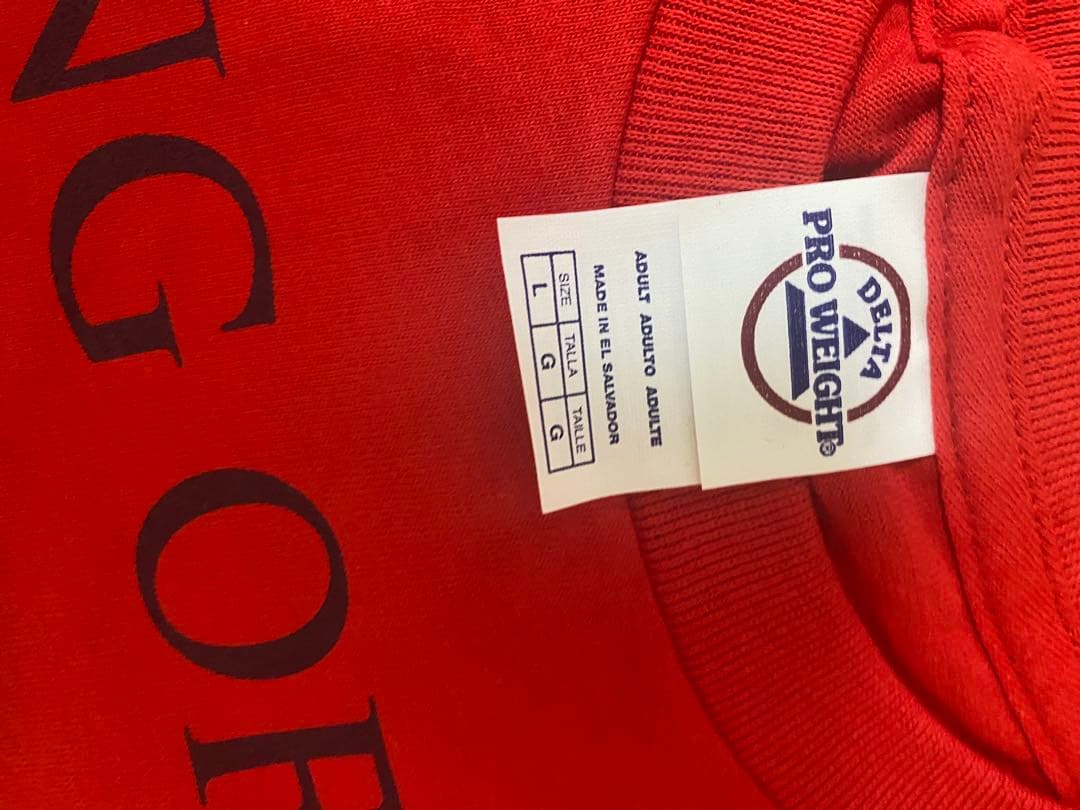 DELTA
PRO WEIGHT®
ADULT ADULTO ADULTE
MADE IN EL SALVADOR
SIZE TALLA TAILLE
L G G
NG OF